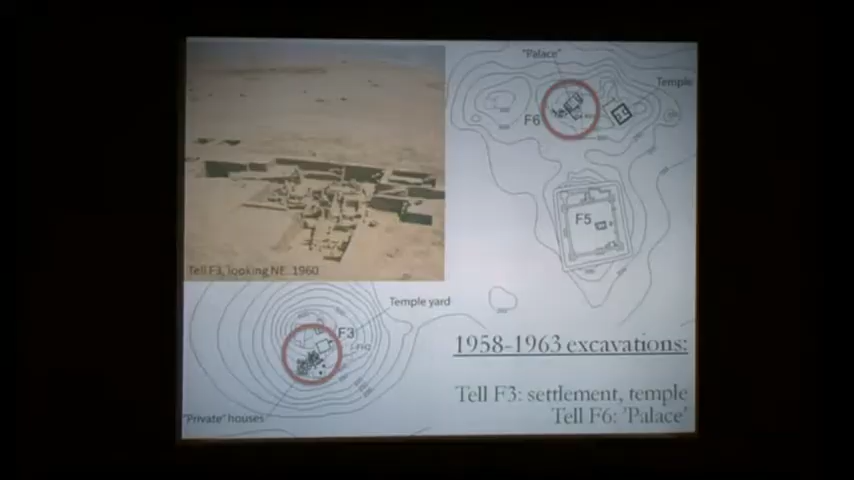 "Palace"
Temple
F6
F5
Tell F3, looking NE. 1960
Temple yard
F3
"Private" houses
1958-1963 excavations:
Tell F3: settlement, temple
Tell F6: 'Palace'